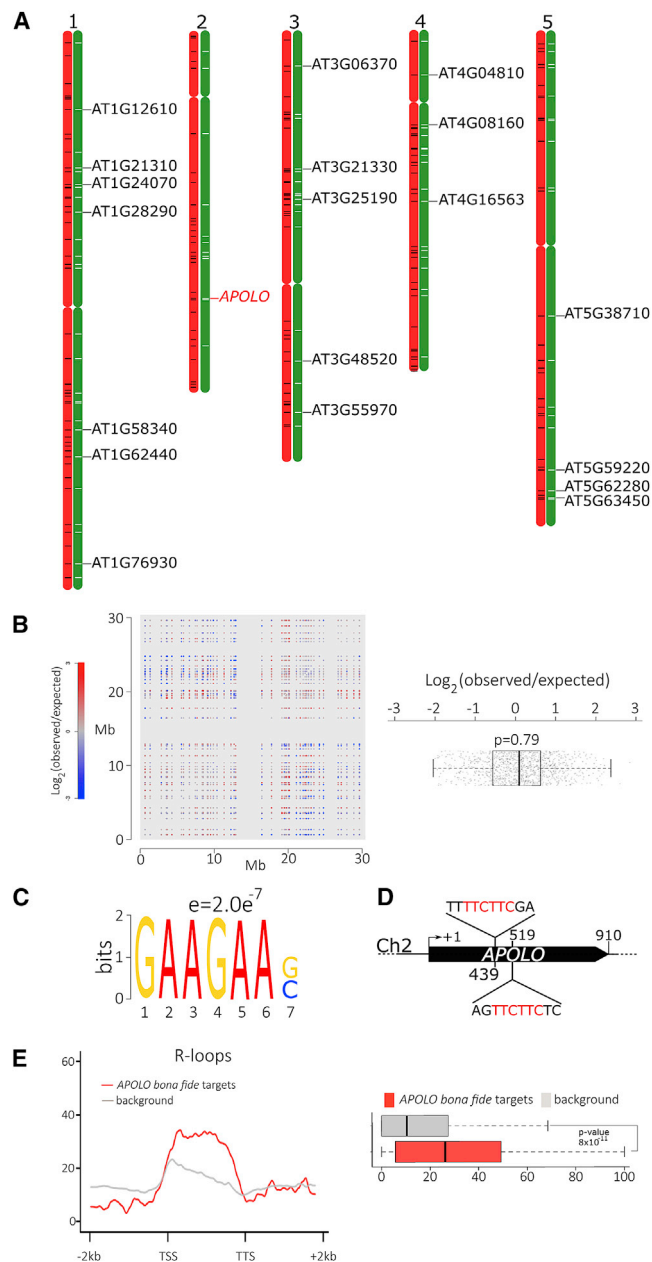 A
1 2 3 4 5
AT1G12610
AT1G21310
AT1G24070
AT1G28290
AT1G58340
AT1G62440
AT1G76930
APOLO
AT3G06370
AT3G21330
AT3G25190
AT3G48520
AT3G55970
AT4G04810
AT4G08160
AT4G16563
AT5G38710
AT5G59220
AT5G62280
AT5G63450
B
Log2(observed/expected)
3
-3
Mb
30
20
10
0
0 10 20 30
Mb
Log2(observed/expected)
-3 -2 -1 0 1 2 3
p=0.79
C
e=2.0e-7
bits
2
1
0
GAAGAAG
C
1 2 3 4 5 6 7
D
TTTTCTTCGA
Ch2
+1
519
910
APOLO
439
AGTTCTTCTC
E
R-loops
APOLO bona fide targets
background
60
40
20
0
-2kb TSS TTS +2kb
APOLO bona fide targets background
p-value
8x10-11
0 20 40 60 80 100